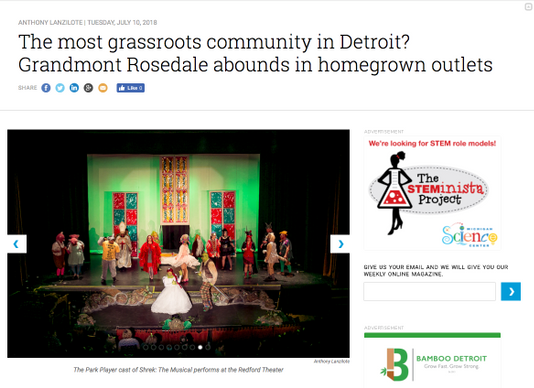 ANTHONY LANZILOTE | TUESDAY, JULY 10, 2018
The most grassroots community in Detroit?
Grandmont Rosedale abounds in homegrown outlets
SHARE
Like 0
ADVERTISEMENT
We're looking for STEM role models!
The
STEMinista
Project
MICHIGAN
Science
CENTER
GIVE US YOUR EMAIL AND WE WILL GIVE YOU OUR
WEEKLY ONLINE MAGAZINE.
Anthony Lanzilote
The Park Player cast of Shrek: The Musical performs at the Redford Theater
ADVERTISEMENT
BAMBOO DETROIT
Grow Fast. Grow Strong.